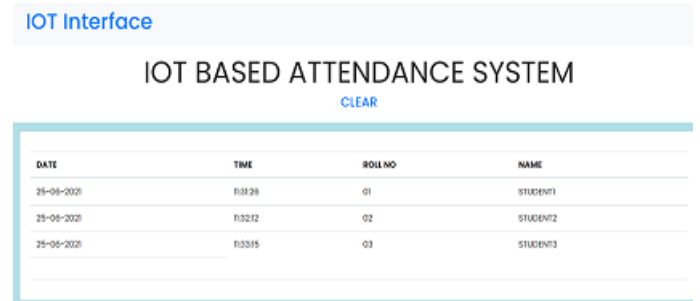 IOT Interface
IOT BASED ATTENDANCE SYSTEM
CLEAR
DATE TIME ROLL NO NAME
25-06-2021 11:31:26 01 STUDENT1
25-06-2021 11:32:12 02 STUDENT2
25-06-2021 11:33:15 03 STUDENT3